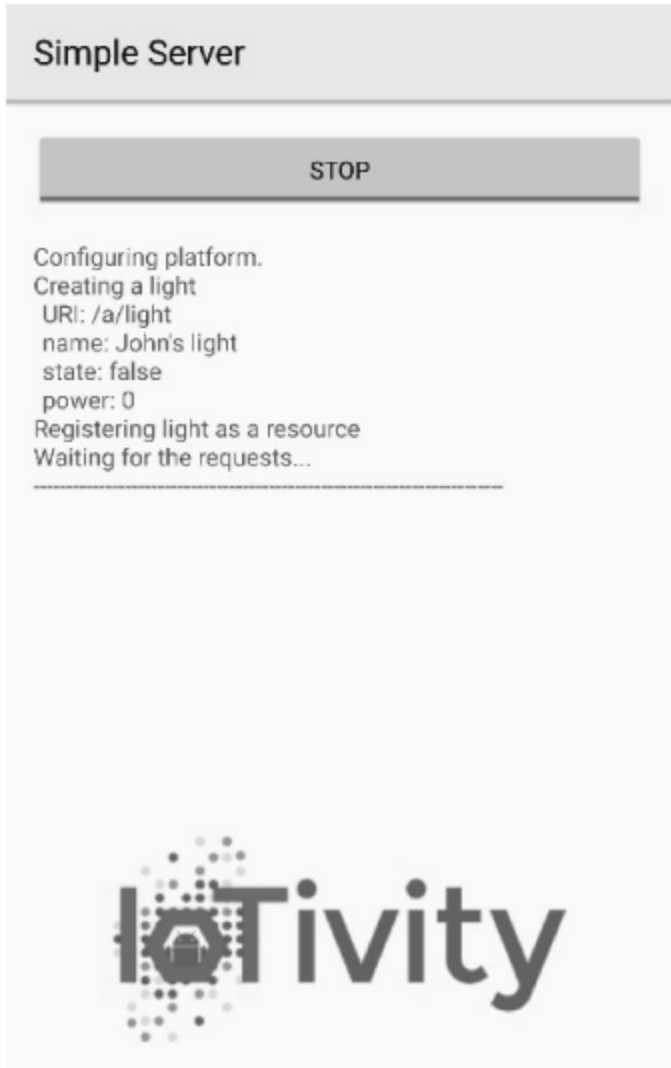 Simple Server
STOP
Configuring platform.
Creating a light
URI: /a/light
name: John's light
state: false
power: 0
Registering light as a resource
Waiting for the requests...
----------------------------------------------------------------------
IoTivity